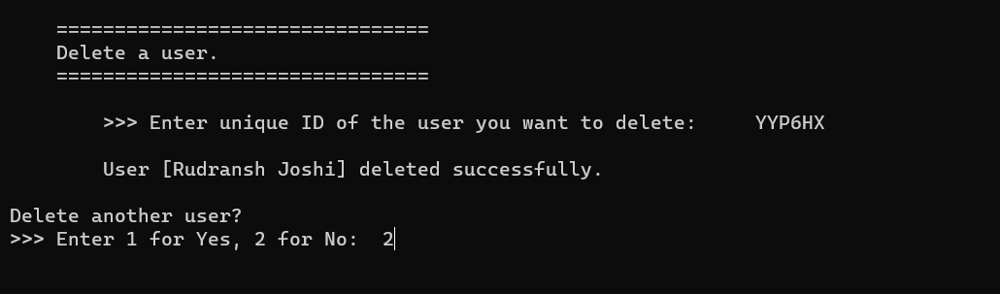 ================================
Delete a user.
================================
>>> Enter unique ID of the user you want to delete: YYP6HX
User [Rudransh Joshi] deleted successfully.
Delete another user?
>>> Enter 1 for Yes, 2 for No: 2